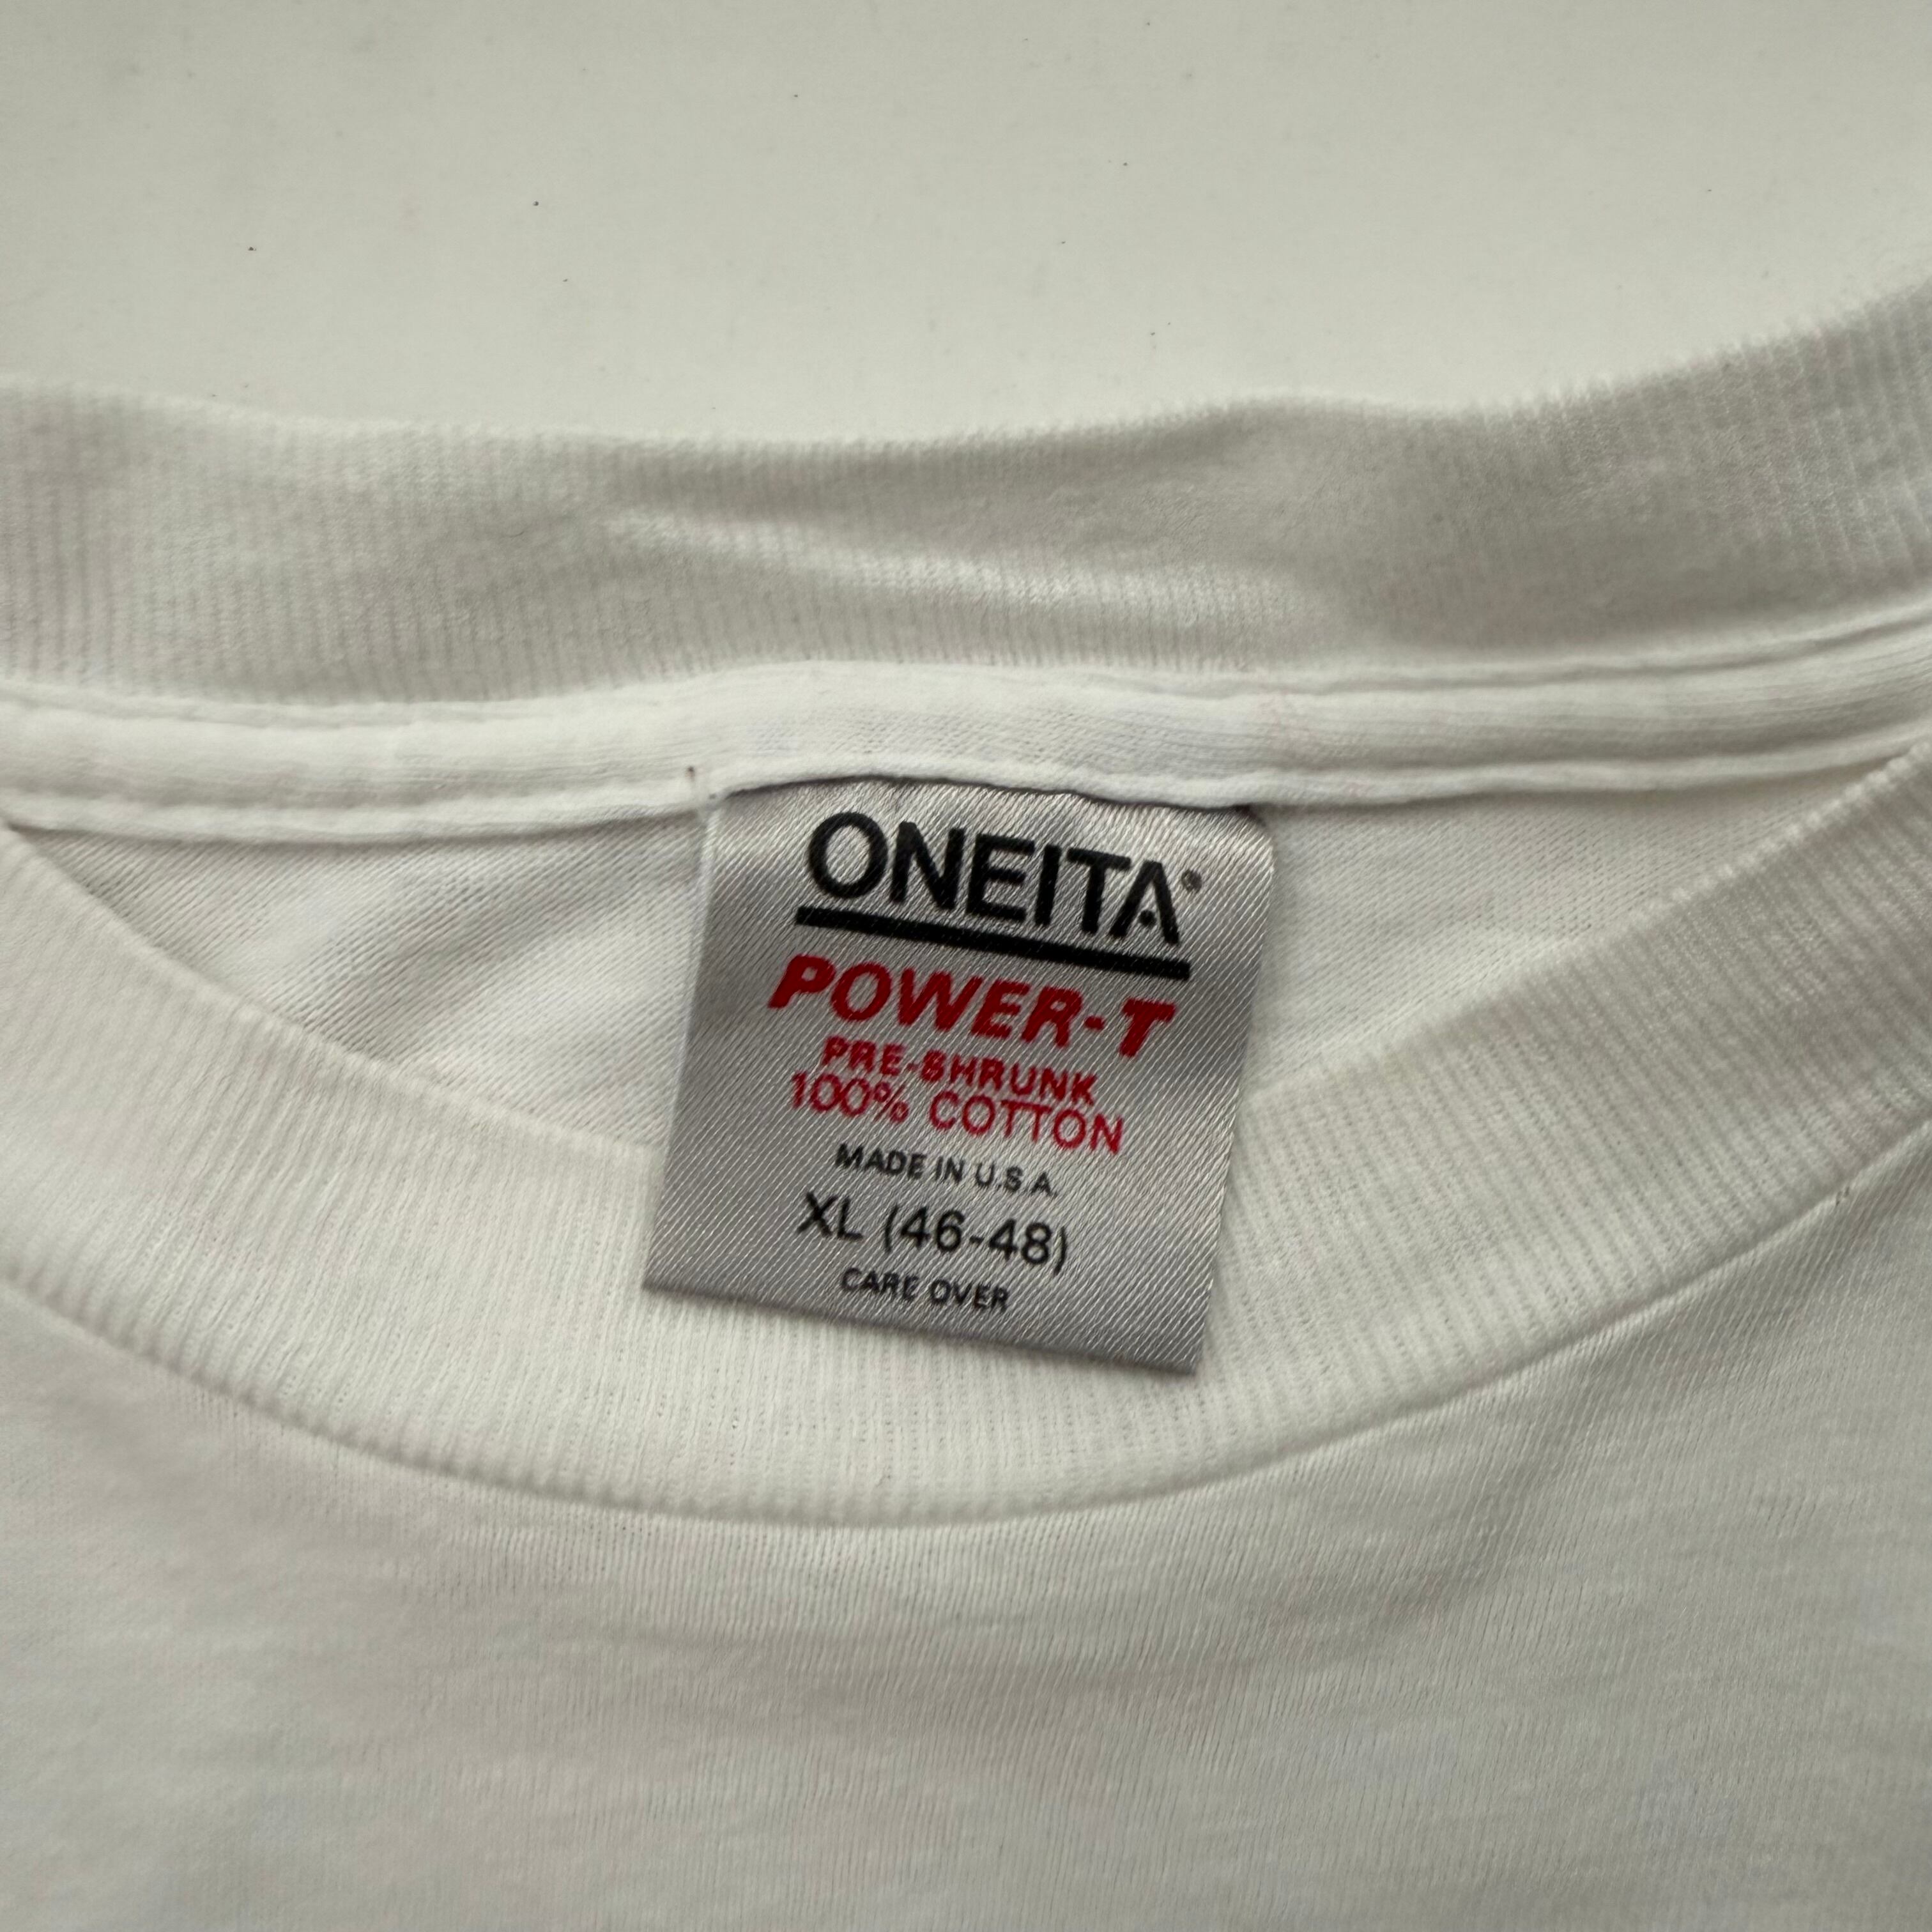 ONEITA®
POWER-T
PRE-SHRUNK
100% COTTON
MADE IN U.S.A.
XL (46-48)
CARE OVER